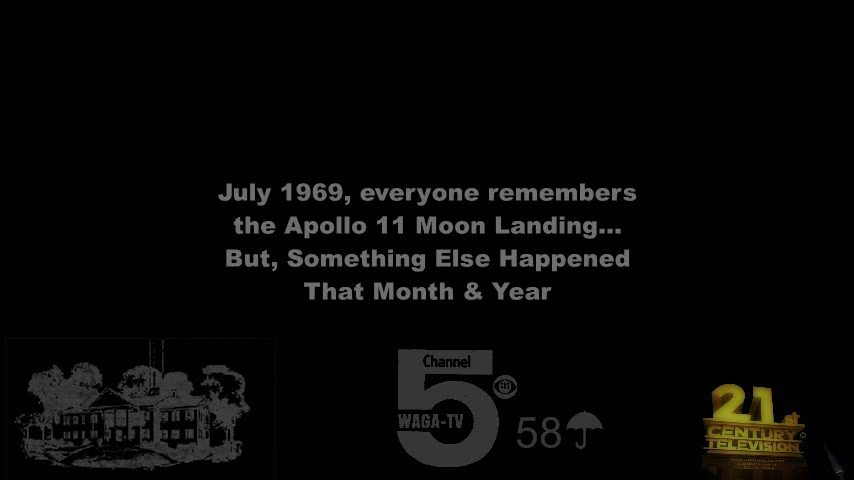 July 1969, everyone remembers
the Apollo 11 Moon Landing...
But, Something Else Happened
That Month & Year
Channel
5
CBS
WAGA-TV
58
21st
CENTURY
TELEVISION